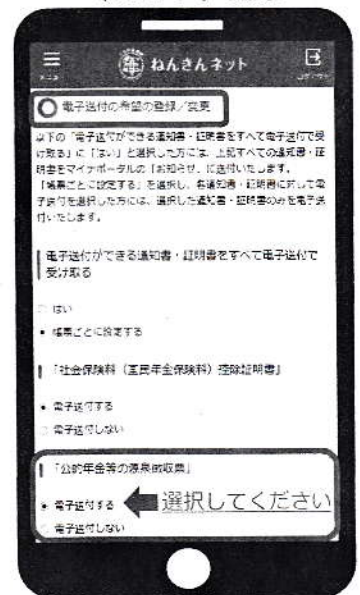 メニュー
ねんきんネット
ログアウト
電子送付の希望の登録／変更
以下の「電子送付ができる通知書・証明書をすべて電子送付で受
け取る」に「はい」と選択した方には、上記すべての通知書・証
明書をマイナポータルの「お知らせ」に送付いたします。
「帳票ごとに設定する」を選択し、各通知書・証明書に対して電
子送付を選択した方には、選択した通知書・証明書のみを電子送
付いたします。
電子送付ができる通知書・証明書をすべて電子送付で
受け取る
はい
帳票ごとに設定する
「社会保険料（国民年金保険料）控除証明書」
電子送付する
電子送付しない
「公的年金等の源泉徴収票」
電子送付する
選択してください
電子送付しない